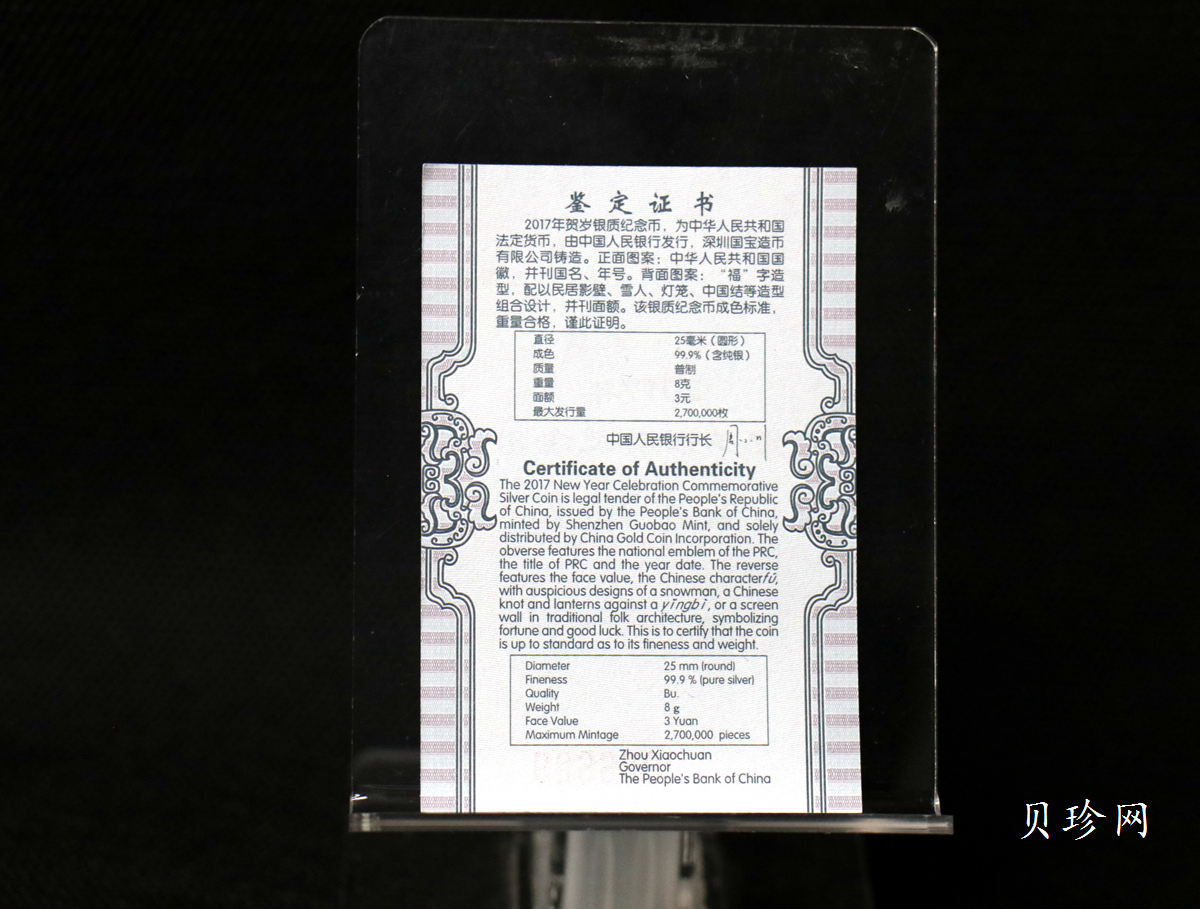 鉴定证书
2017年贺岁银质纪念币，为中华人民共和国
法定货币，由中国人民银行发行，深圳国宝造币
有限公司铸造。正面图案：中华人民共和国国
徽，并刊国名、年号。背面图案：“福”字造
型，配以民居影壁、雪人、灯笼、中国结等造型
组合设计，并刊面额。该银质纪念币成色标准，
重量合格，谨此证明。
直径 25毫米（圆形）
成色 99.9%（含纯银）
质量 普制
重量 8克
面额 3元
最大发行量 2,700,000枚
中国人民银行行长
Certificate of Authenticity
The 2017 New Year Celebration Commemorative
Silver Coin is legal tender of the People's Republic
of China, issued by the People's Bank of China,
minted by Shenzhen Guobao Mint, and solely
distributed by China Gold Coin Incorporation. The
obverse features the national emblem of the PRC,
the title of PRC and the year date. The reverse
features the face value, the Chinese character fú,
with auspicious designs of a snowman, a Chinese
knot and lanterns against a yǐngbì, or a screen
wall in traditional folk architecture, symbolizing
fortune and good luck. This is to certify that the coin
is up to standard as to its fineness and weight.
Diameter 25 mm (round)
Fineness 99.9 % (pure silver)
Quality Bu.
Weight 8 g
Face Value 3 Yuan
Maximum Mintage 2,700,000 pieces
Zhou Xiaochuan
Governor
The People's Bank of China
贝珍网